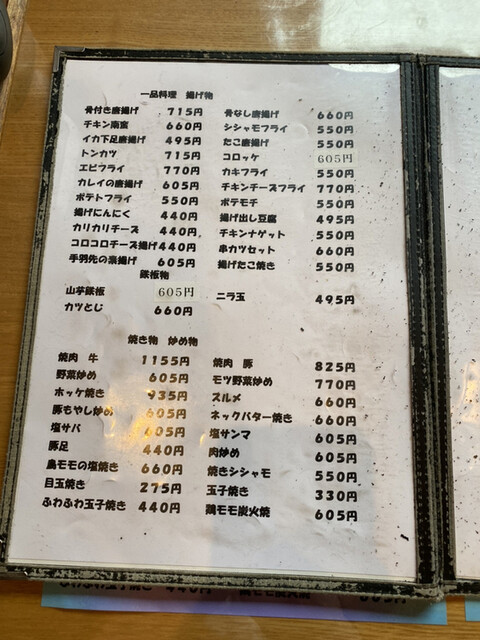 一品料理 揚げ物
骨付き唐揚げ 715円 骨なし唐揚げ 660円
チキン南蛮 660円 シシャモフライ 550円
イカ下足唐揚げ 495円 たこ唐揚げ 550円
トンカツ 715円 コロッケ 605円
エビフライ 770円 カキフライ 550円
カレイの唐揚げ 605円 チキンチーズフライ 770円
ポテトフライ 550円 ポテモチ 550円
揚げにんにく 440円 揚げ出し豆腐 495円
カリカリチーズ 440円 チキンナゲット 550円
コロコロチーズ揚げ 440円 串カツセット 660円
手羽先の素揚げ 605円 揚げたこ焼き 550円
鉄板物
山芋鉄板 605円 ニラ玉 495円
カツとじ 660円
焼き物 炒め物
焼肉 牛 1155円 焼肉 豚 825円
野菜炒め 605円 モツ野菜炒め 770円
ホッケ焼き 935円 スルメ 660円
豚もやし炒め 605円 ネックバター焼き 660円
塩サバ 605円 塩サンマ 605円
豚足 440円 肉炒め 605円
鳥モモの塩焼き 660円 焼きシシャモ 550円
目玉焼き 275円 玉子焼き 330円
ふわふわ玉子焼き 440円 鶏モモ炭火焼 605円